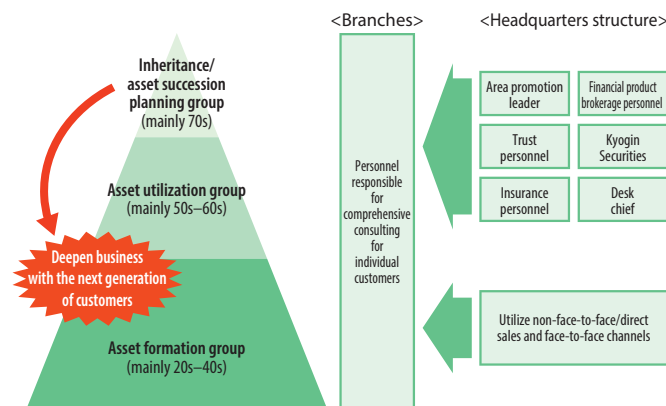 <Branches>
<Headquarters structure>
Inheritance/
asset succession
planning group
(mainly 70s)
Asset utilization group
(mainly 50s–60s)
Deepen business
with the next generation
of customers
Asset formation group
(mainly 20s–40s)
Personnel
responsible
for
comprehensive
consulting
for
individual
customers
Area promotion
leader
Financial product
brokerage personnel
Trust
personnel
Kyogin
Securities
Insurance
personnel
Desk
chief
Utilize non-face-to-face/direct
sales and face-to-face channels